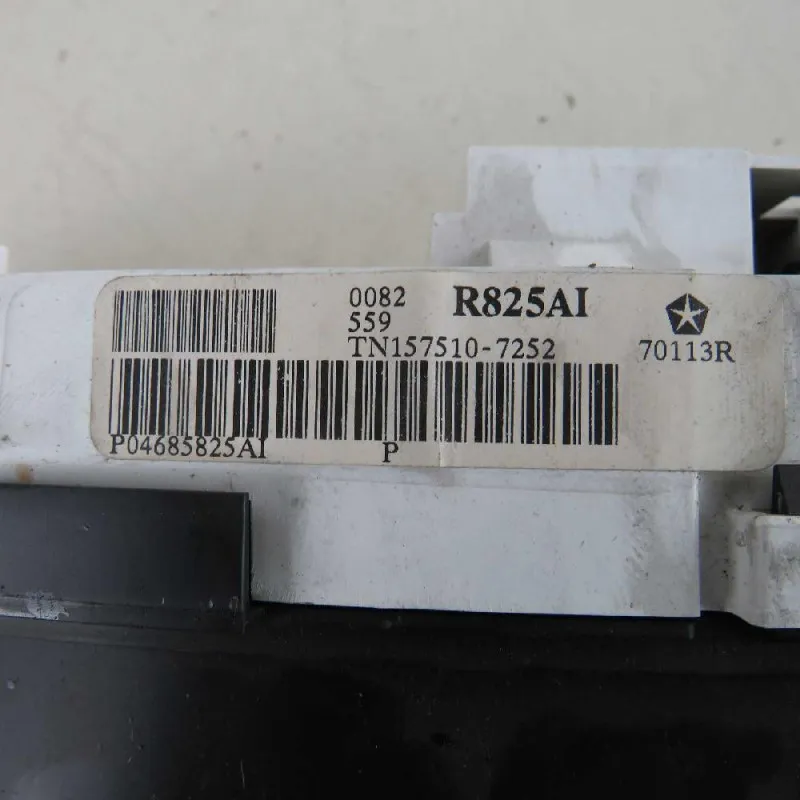 0082 R825AI
559
TN157510-7252 70113R
P04685825AI P